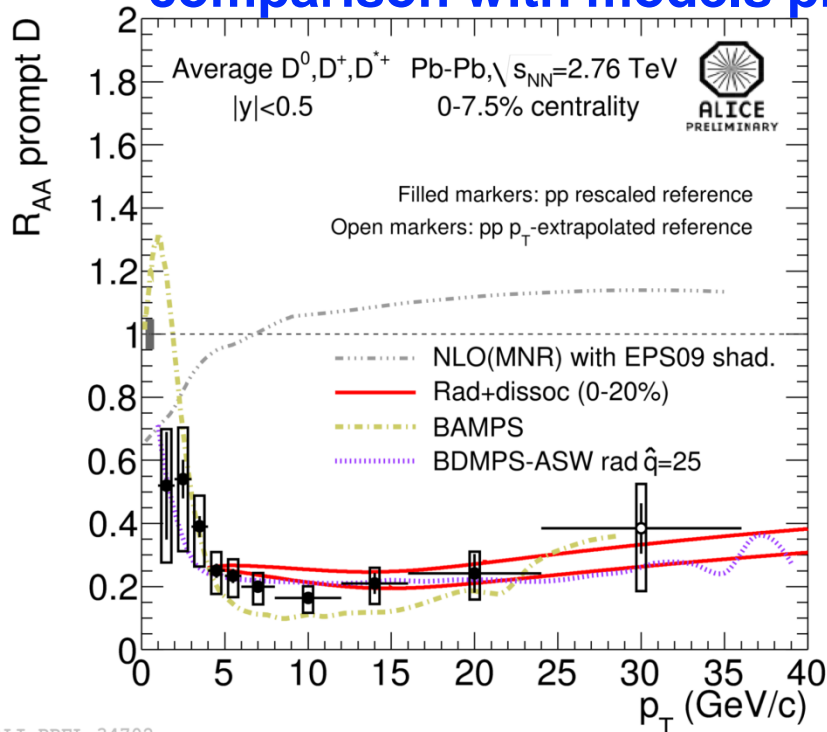 comparison with models p
Average D⁰,D⁺,D*⁺ Pb-Pb,√s_NN=2.76 TeV
|y|<0.5 0-7.5% centrality
ALICE
PRELIMINARY
Filled markers: pp rescaled reference
Open markers: pp p_T-extrapolated reference
NLO(MNR) with EPS09 shad.
Rad+dissoc (0-20%)
BAMPS
BDMPS-ASW rad q̂=25
R_AA prompt D
2
1.8
1.6
1.4
1.2
1
0.8
0.6
0.4
0.2
0
0 5 10 15 20 25 30 35 40
p_T (GeV/c)